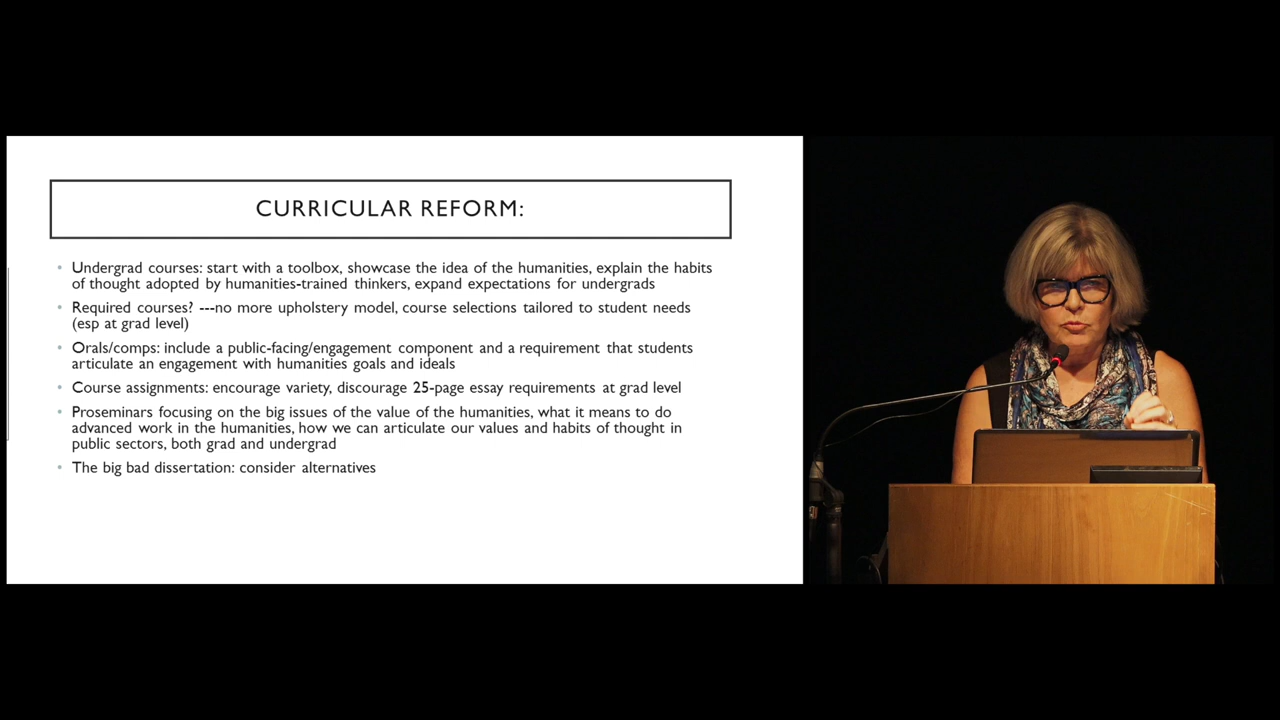 CURRICULAR REFORM:
• Undergrad courses: start with a toolbox, showcase the idea of the humanities, explain the habits
of thought adopted by humanities-trained thinkers, expand expectations for undergrads
• Required courses? ---no more upholstery model, course selections tailored to student needs
(esp at grad level)
• Orals/comps: include a public-facing/engagement component and a requirement that students
articulate an engagement with humanities goals and ideals
• Course assignments: encourage variety, discourage 25-page essay requirements at grad level
• Proseminars focusing on the big issues of the value of the humanities, what it means to do
advanced work in the humanities, how we can articulate our values and habits of thought in
public sectors, both grad and undergrad
• The big bad dissertation: consider alternatives